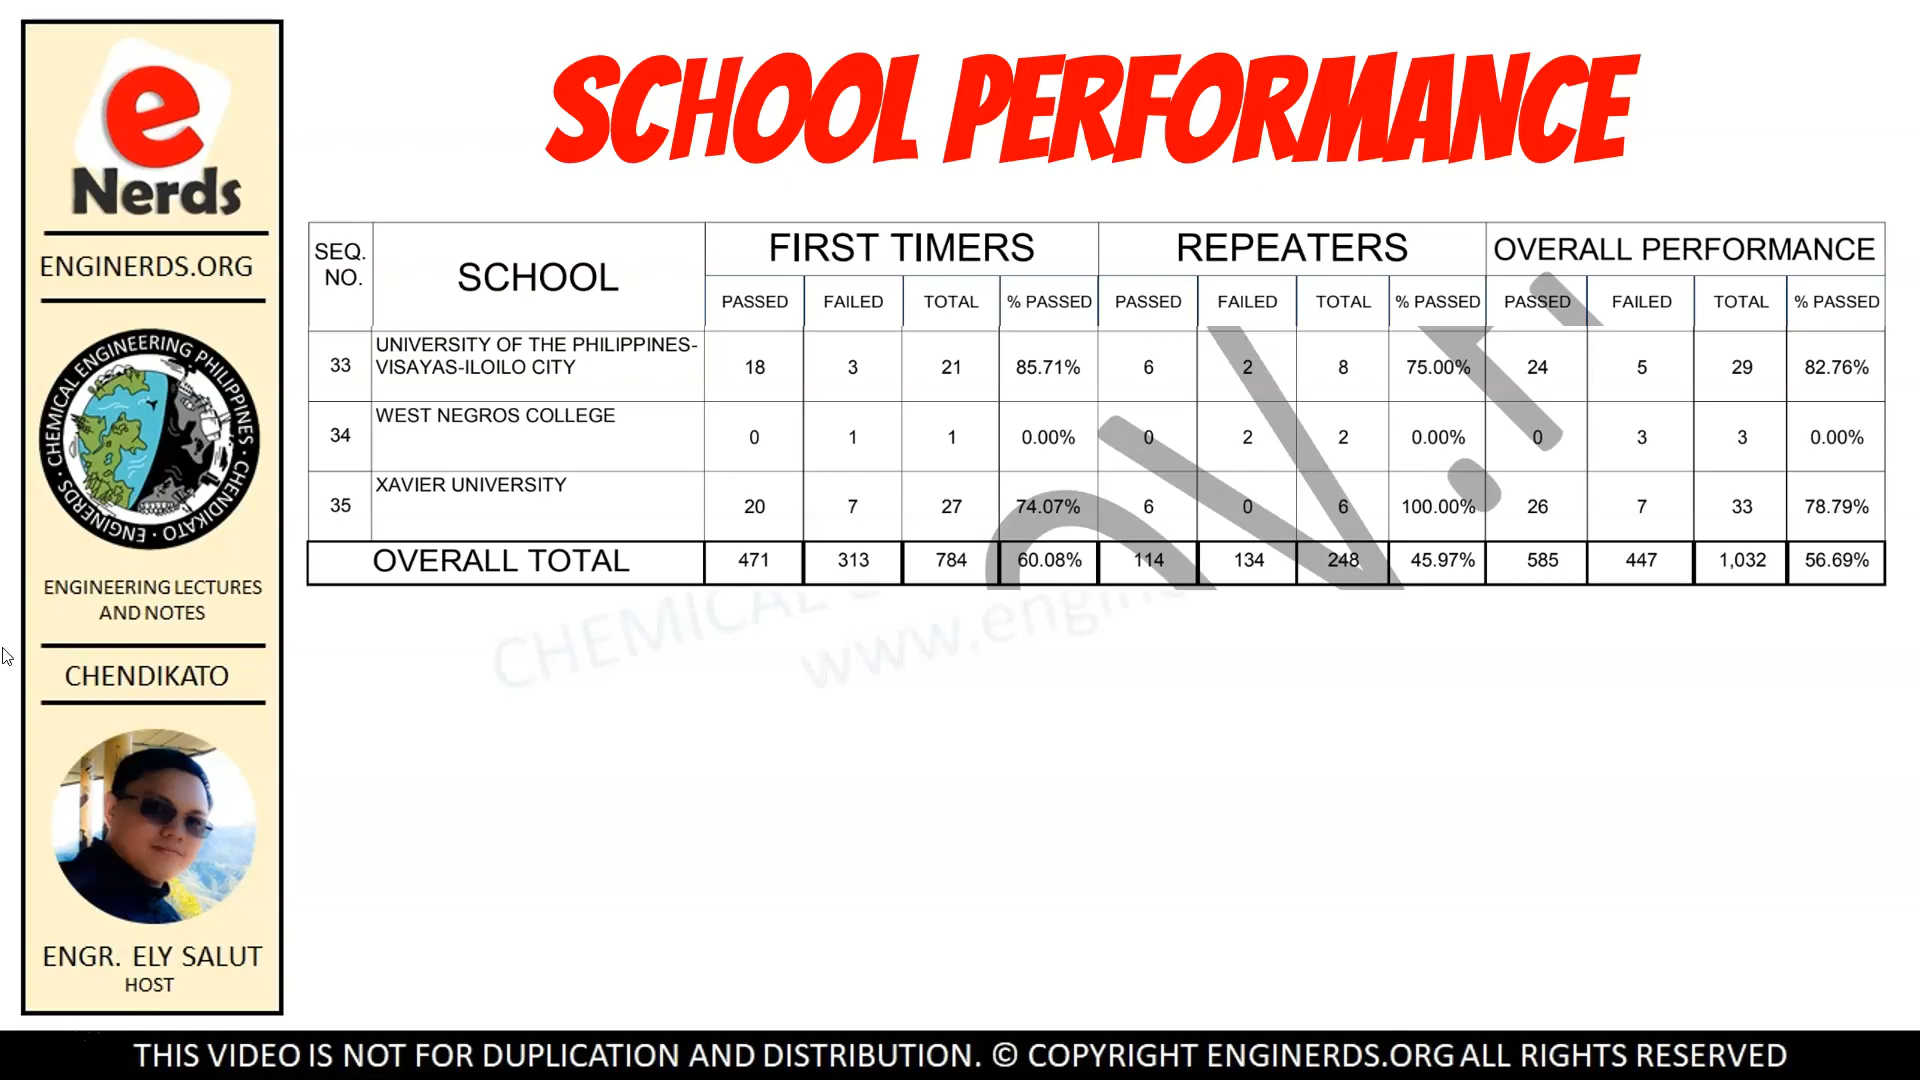 e
Nerds
ENGINERDS.ORG
CHEMICAL ENGINEERING PHILIPPINES · CHENDIKATO · ENGINERDS ·
ENGINEERING LECTURES
AND NOTES
CHENDIKATO
ENGR. ELY SALUT
HOST
SCHOOL PERFORMANCE
SEQ. NO. SCHOOL FIRST TIMERS REPEATERS OVERALL PERFORMANCE
PASSED FAILED TOTAL % PASSED PASSED FAILED TOTAL % PASSED PASSED FAILED TOTAL % PASSED
33 UNIVERSITY OF THE PHILIPPINES-
VISAYAS-ILOILO CITY 18 3 21 85.71% 6 2 8 75.00% 24 5 29 82.76%
34 WEST NEGROS COLLEGE 0 1 1 0.00% 0 2 2 0.00% 0 3 3 0.00%
35 XAVIER UNIVERSITY 20 7 27 74.07% 6 0 6 100.00% 26 7 33 78.79%
OVERALL TOTAL 471 313 784 60.08% 114 134 248 45.97% 585 447 1,032 56.69%
CHEMICAL
THIS VIDEO IS NOT FOR DUPLICATION AND DISTRIBUTION. © COPYRIGHT ENGINERDS.ORG ALL RIGHTS RESERVED